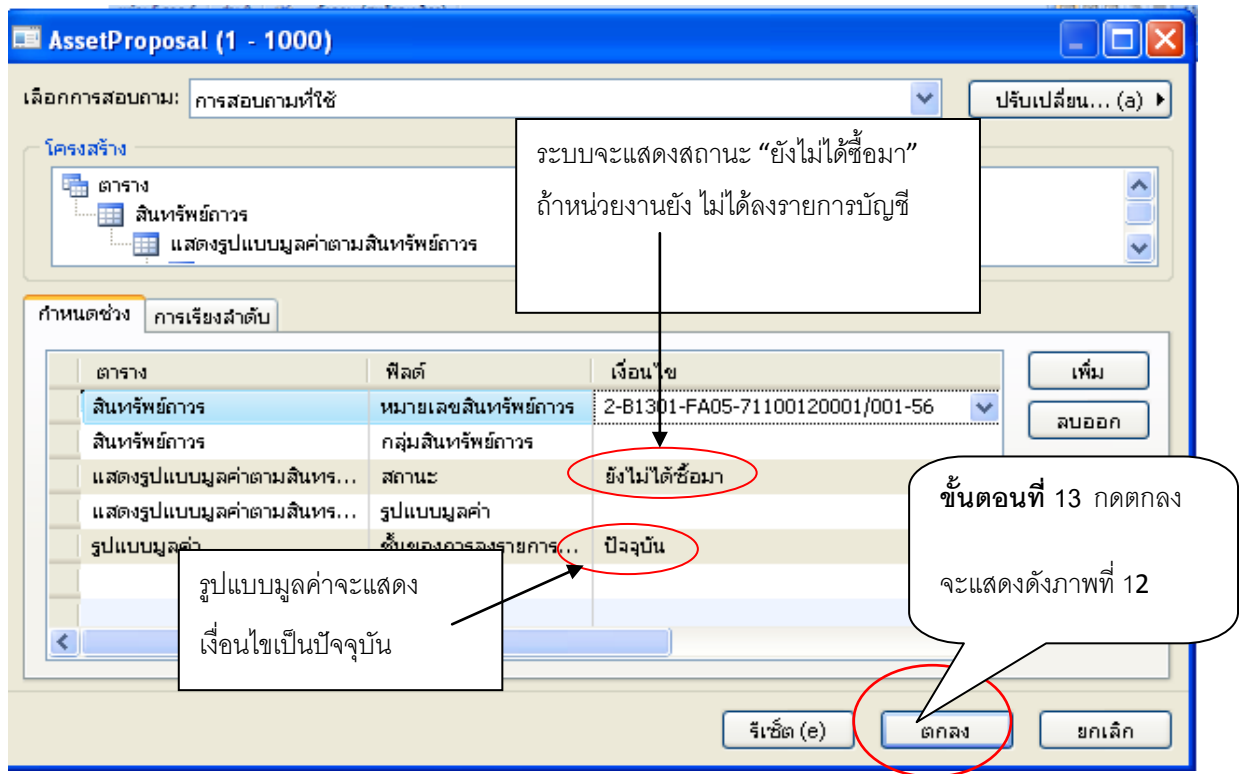 AssetProposal (1 - 1000)
เลือกการสอบถาม: การสอบถามที่ใช้
ปรับเปลี่ยน... (a)
โครงสร้าง
ตาราง
สินทรัพย์ถาวร
แสดงรูปแบบมูลค่าตามสินทรัพย์ถาวร
ระบบจะแสดงสถานะ “ยังไม่ได้ซื้อมา”
ถ้าหน่วยงานยัง ไม่ได้ลงรายการบัญชี
กำหนดช่วง การเรียงลำดับ
ตาราง ฟิลด์ เงื่อนไข
สินทรัพย์ถาวร หมายเลขสินทรัพย์ถาวร 2-B1301-FA05-71100120001/001-56
สินทรัพย์ถาวร กลุ่มสินทรัพย์ถาวร
แสดงรูปแบบมูลค่าตามสินทร... สถานะ ยังไม่ได้ซื้อมา
แสดงรูปแบบมูลค่าตามสินทร... รูปแบบมูลค่า
รูปแบบมูลค่า ชั้นของการลงรายการ... ปัจจุบัน
เพิ่ม
ลบออก
รูปแบบมูลค่าจะแสดง
เงื่อนไขเป็นปัจจุบัน
ขั้นตอนที่ 13 กดตกลง
จะแสดงดังภาพที่ 12
รีเซ็ต (e) ตกลง ยกเลิก